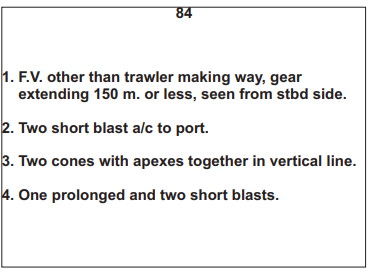 84
1. F.V. other than trawler making way, gear
extending 150 m. or less, seen from stbd side.
2. Two short blast a/c to port.
3. Two cones with apexes together in vertical line.
4. One prolonged and two short blasts.